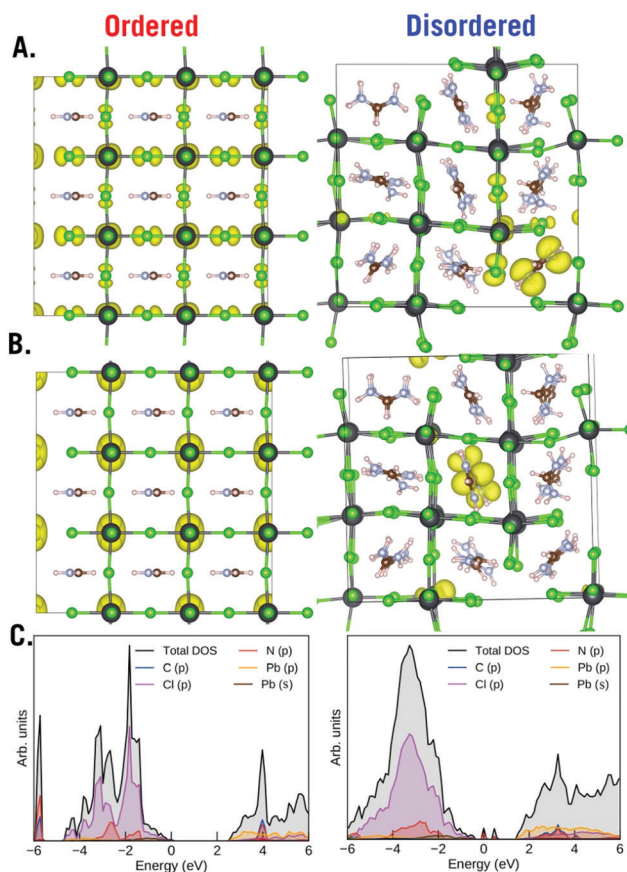 Ordered
Disordered
A.
B.
C.
Total DOS
C (p)
Cl (p)
N (p)
Pb (p)
Pb (s)
Arb. units
-6 -4 -2 0 2 4 6
Energy (eV)
Total DOS
C (p)
Cl (p)
N (p)
Pb (p)
Pb (s)
Arb. units
-6 -4 -2 0 2 4 6
Energy (eV)